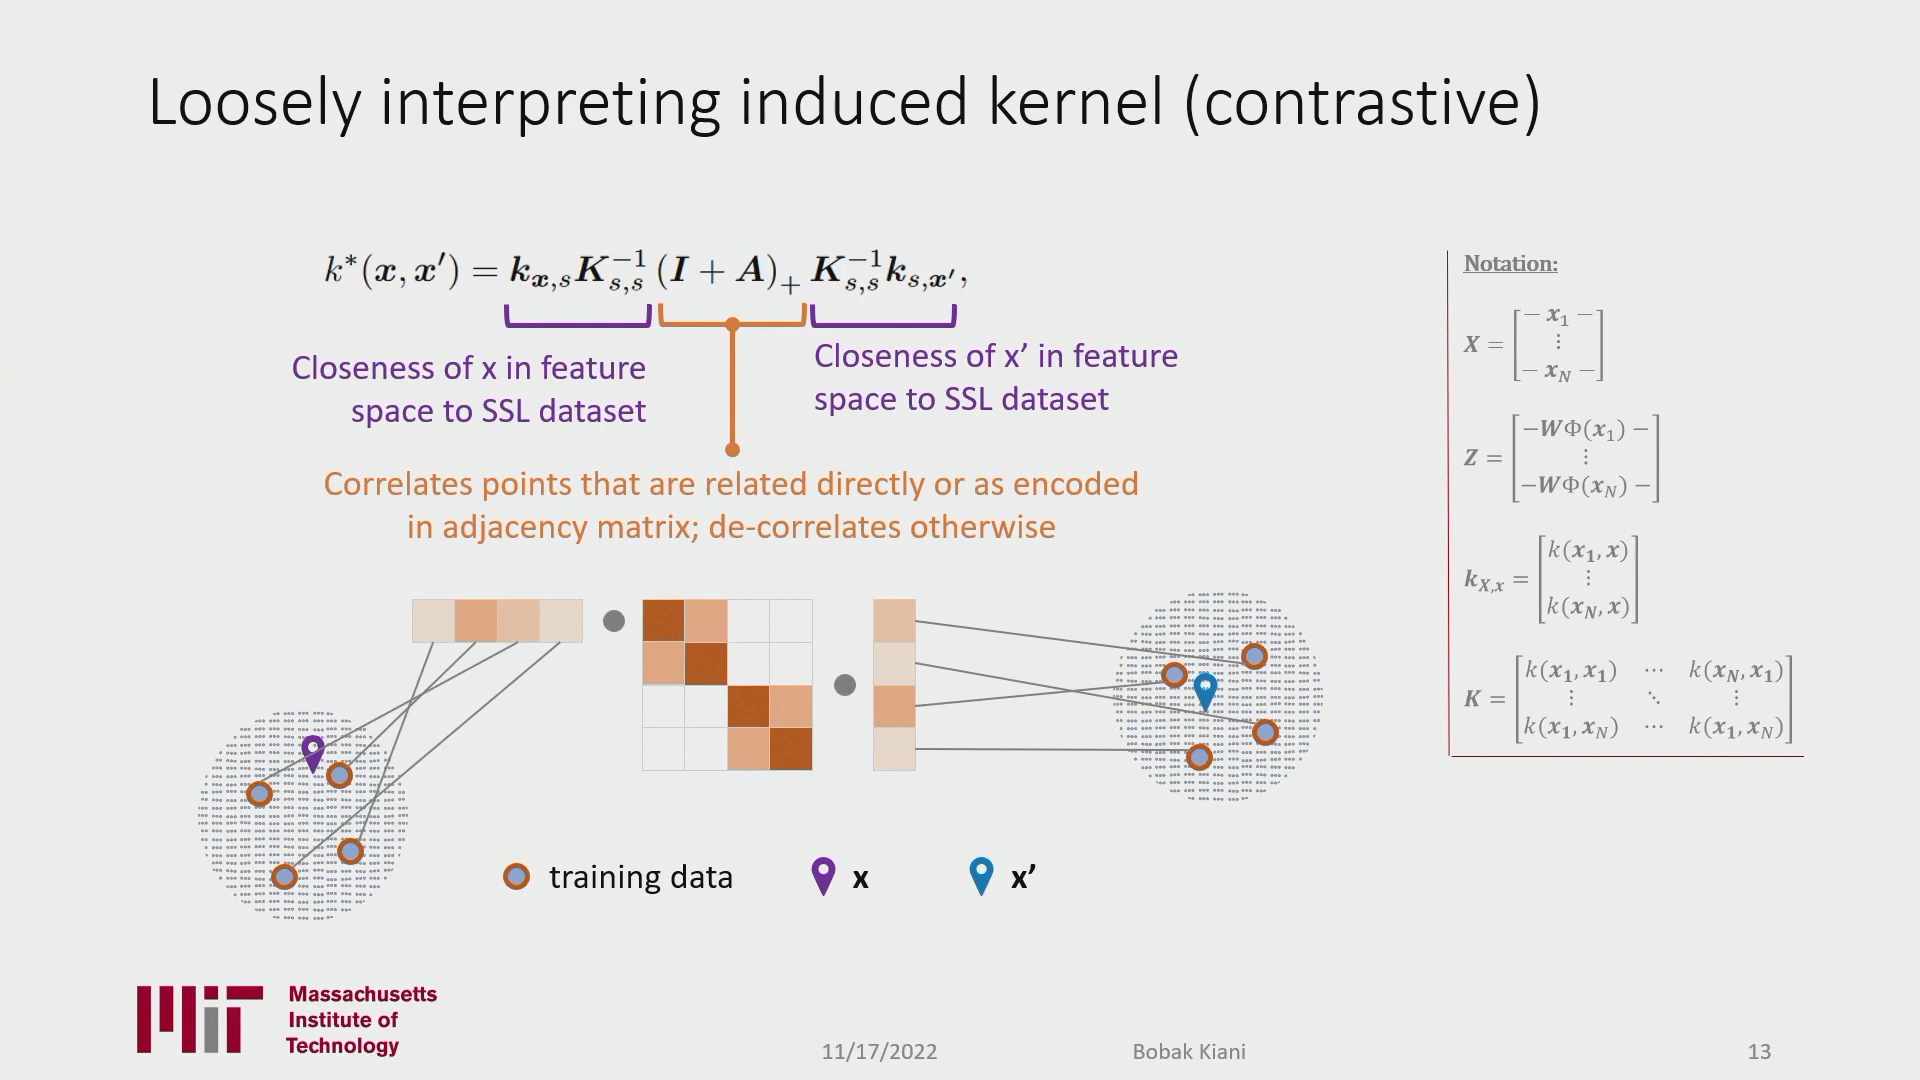 Loosely interpreting induced kernel (contrastive)
k*(x, x′) = k_{x,s} K_{s,s}^{−1} (I + A)_+ K_{s,s}^{−1} k_{s,x′},
Closeness of x in feature
space to SSL dataset
Closeness of x’ in feature
space to SSL dataset
Correlates points that are related directly or as encoded
in adjacency matrix; de-correlates otherwise
training data
x
x’
Notation:
X = [− x_1 −
⋮
− x_N −]
Z = [−WΦ(x_1) −
⋮
−WΦ(x_N) −]
k_{X,x} = [k(x_1, x)
⋮
k(x_N, x)]
K = [k(x_1, x_1) ⋯ k(x_N, x_1)
⋮ ⋱ ⋮
k(x_1, x_N) ⋯ k(x_1, x_N)]
MIT
Massachusetts
Institute of
Technology
11/17/2022
Bobak Kiani
13